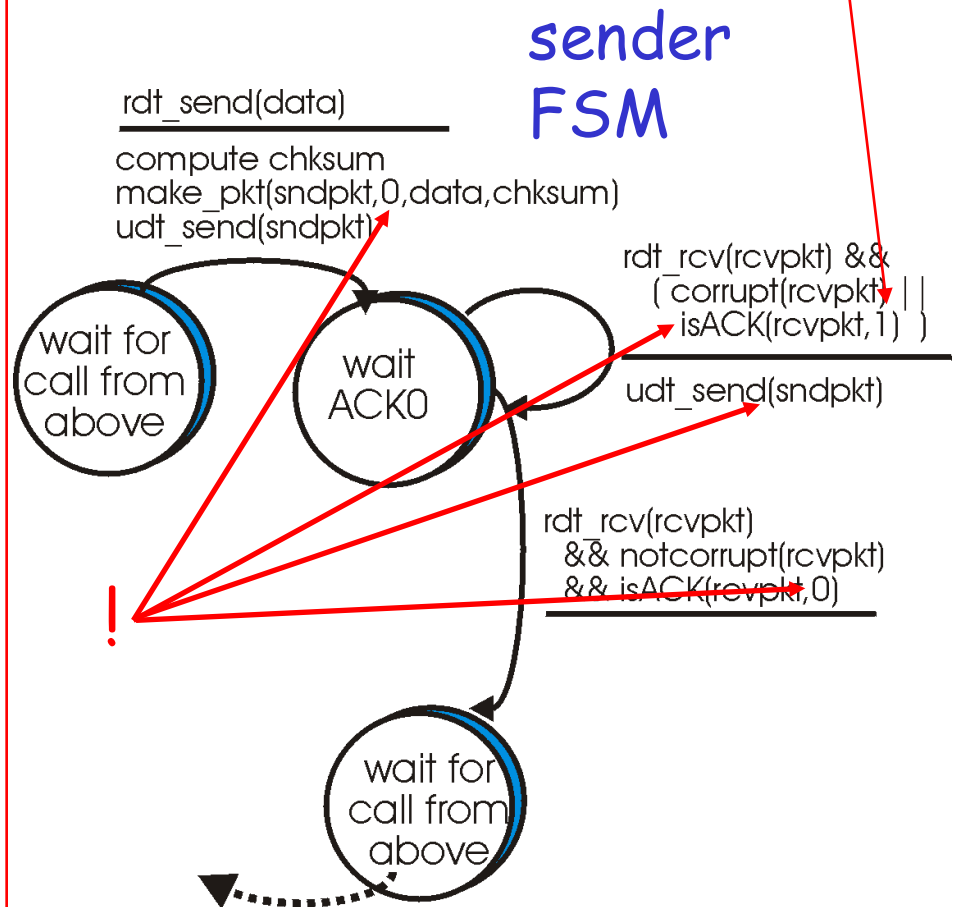 sender
FSM
rdt_send(data)
compute chksum
make_pkt(sndpkt,0,data,chksum)
udt_send(sndpkt)
rdt_rcv(rcvpkt) &&
( corrupt(rcvpkt) ||
isACK(rcvpkt,1) )
udt_send(sndpkt)
wait for
call from
above
wait
ACK0
rdt_rcv(rcvpkt)
&& notcorrupt(rcvpkt)
&& isACK(rcvpkt,0)
!
wait for
call from
above